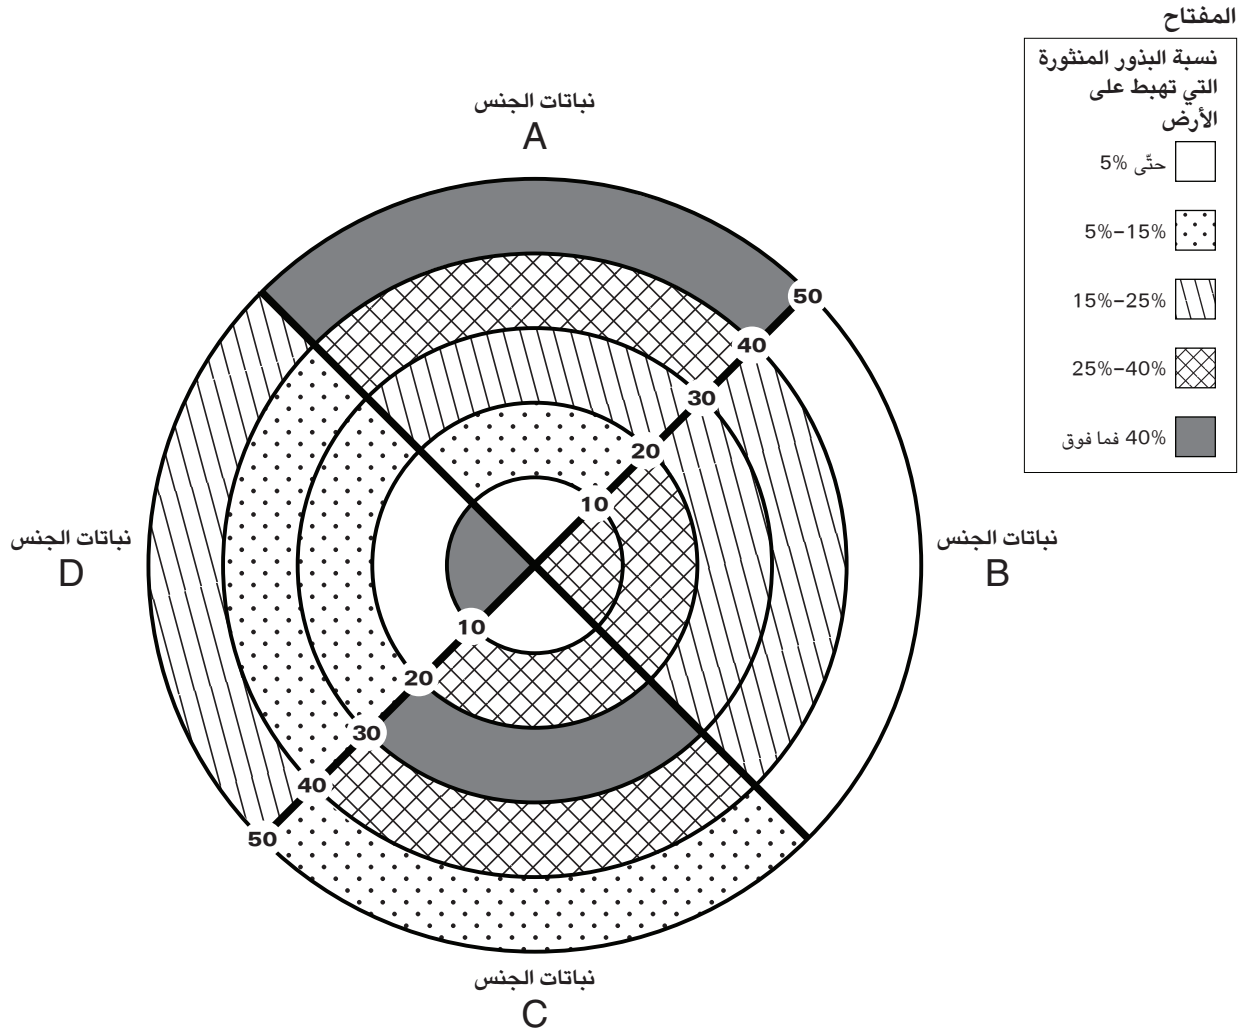 المفتاح
نسبة البذور المنثورة
التي تهبط على
الأرض
حتّى 5%
5%–15%
15%–25%
25%–40%
40% فما فوق
نباتات الجنس
A
50
40
30
20
10
نباتات الجنس
B
نباتات الجنس
D
10
20
30
40
50
نباتات الجنس
C